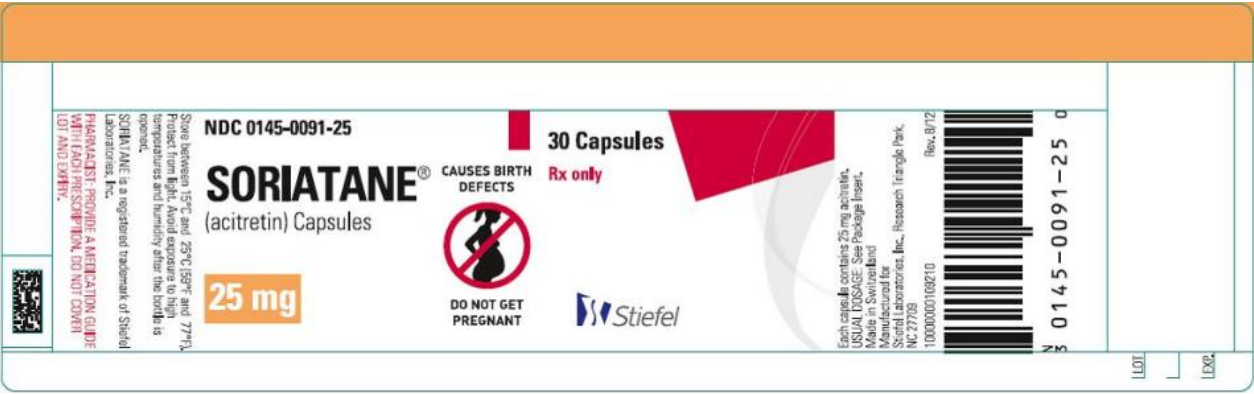 Store between 15°C and 25°C (59°F and 77°F).
Protect from light. Avoid exposure to high
temperatures and humidity after the bottle is
opened.
SORIATANE is a registered trademark of Stiefel
Laboratories, Inc.
PHARMACIST: PROVIDE A MEDICATION GUIDE
WITH EACH PRESCRIPTION. DO NOT COVER
LOT AND EXPIRY.
NDC 0145-0091-25
SORIATANE®
(acitretin) Capsules
25 mg
CAUSES BIRTH
DEFECTS
DO NOT GET
PREGNANT
30 Capsules
Rx only
Stiefel
Each capsule contains 25 mg acitretin.
USUAL DOSAGE: See Package Insert.
Made in Switzerland
Manufactured for
Stiefel Laboratories, Inc., Research Triangle Park,
NC 27709
10000000109210 Rev. 8/12
N
3 0145-0091-25 0
LOT
EXP.